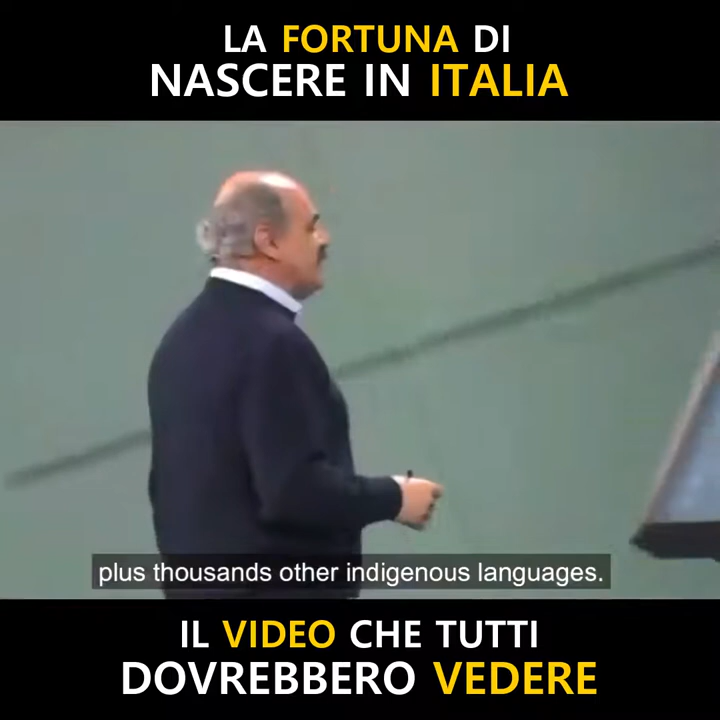 LA FORTUNA DI
NASCERE IN ITALIA
plus thousands other indigenous languages.
IL VIDEO CHE TUTTI
DOVREBBERO VEDERE